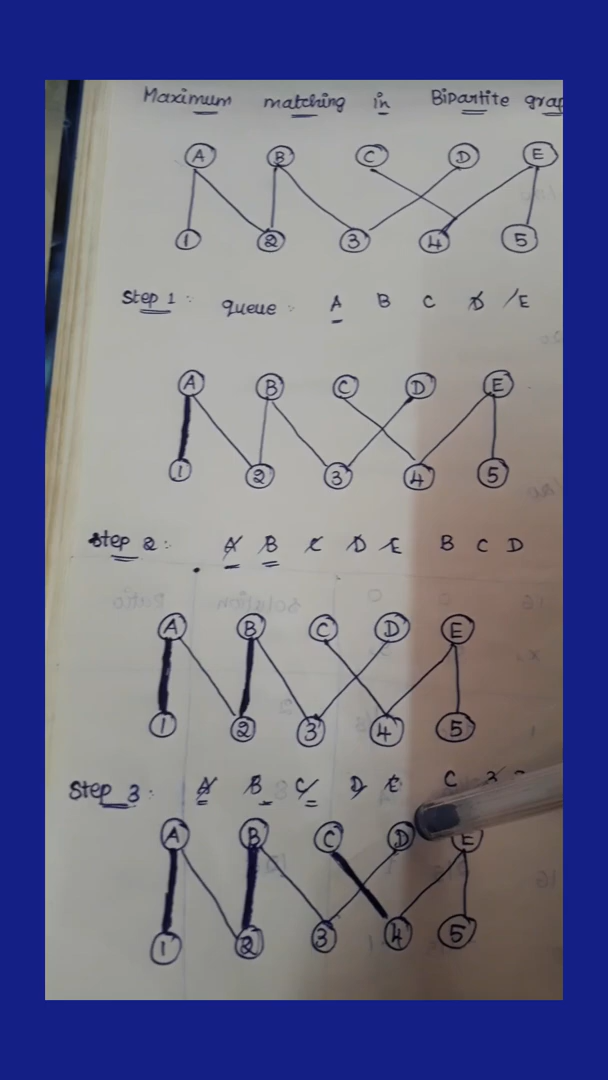 Maximum matching in Bipartite grap
A B C D E
1 2 3 4 5
Step 1: queue: A B C D E
A B C D E
1 2 3 4 5
Step 2: A B C D E B C D
A B C D E
1 2 3 4 5
Step 3: A B C D E C
A B C D E
1 2 3 4 5